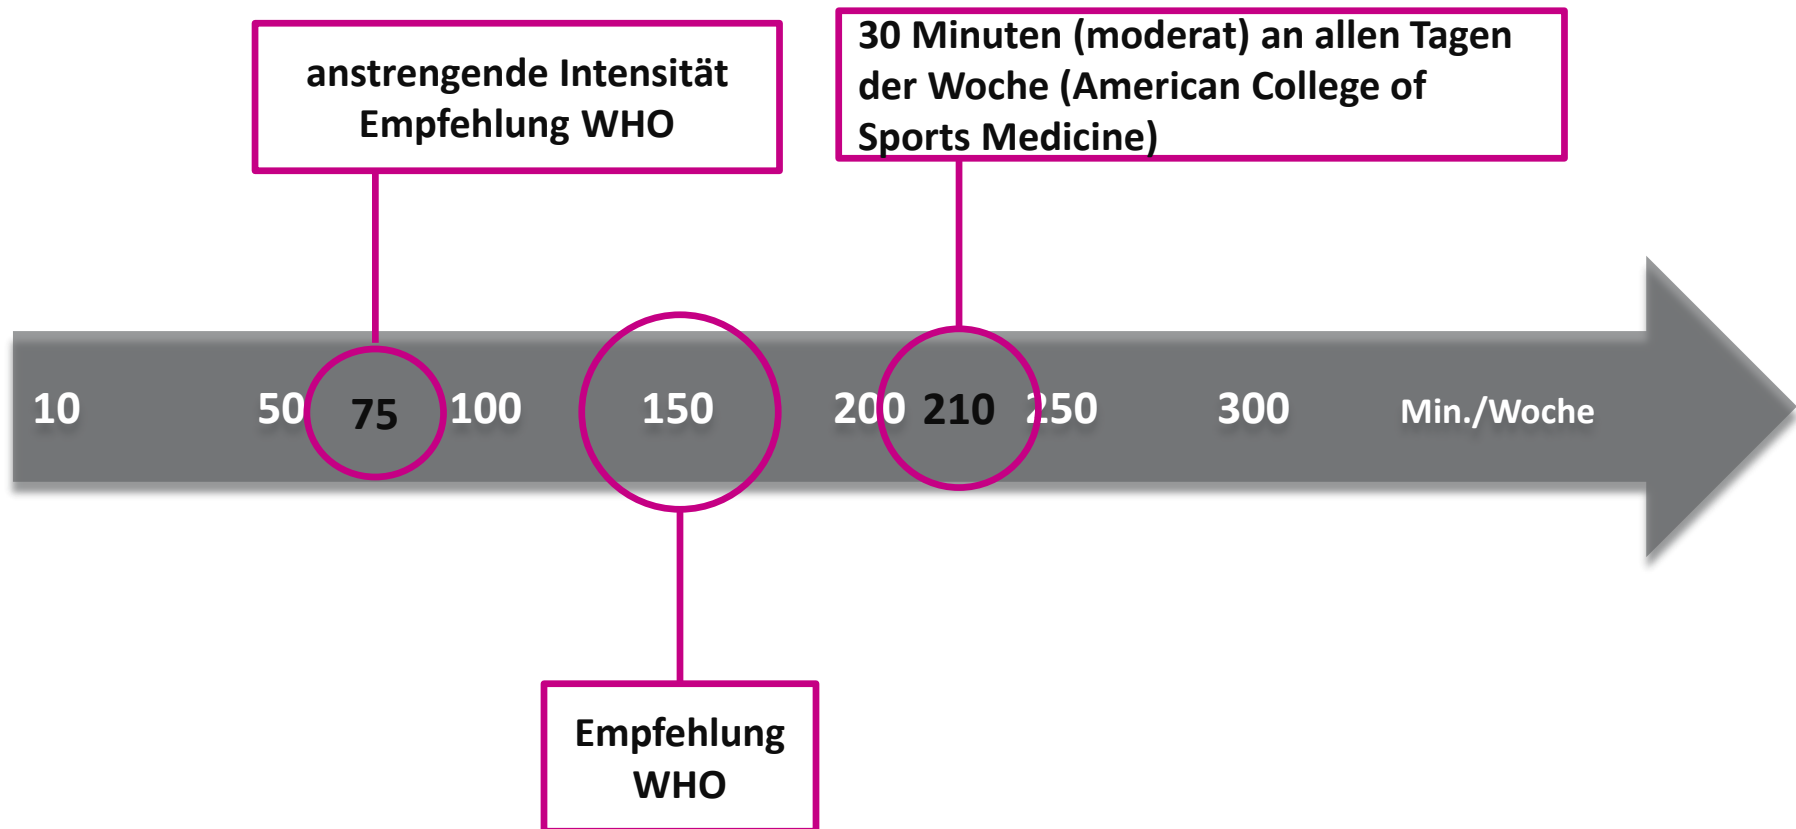 anstrengende Intensität
Empfehlung WHO
30 Minuten (moderat) an allen Tagen
der Woche (American College of
Sports Medicine)
10 50 75 100 150 200 210 250 300 Min./Woche
Empfehlung
WHO